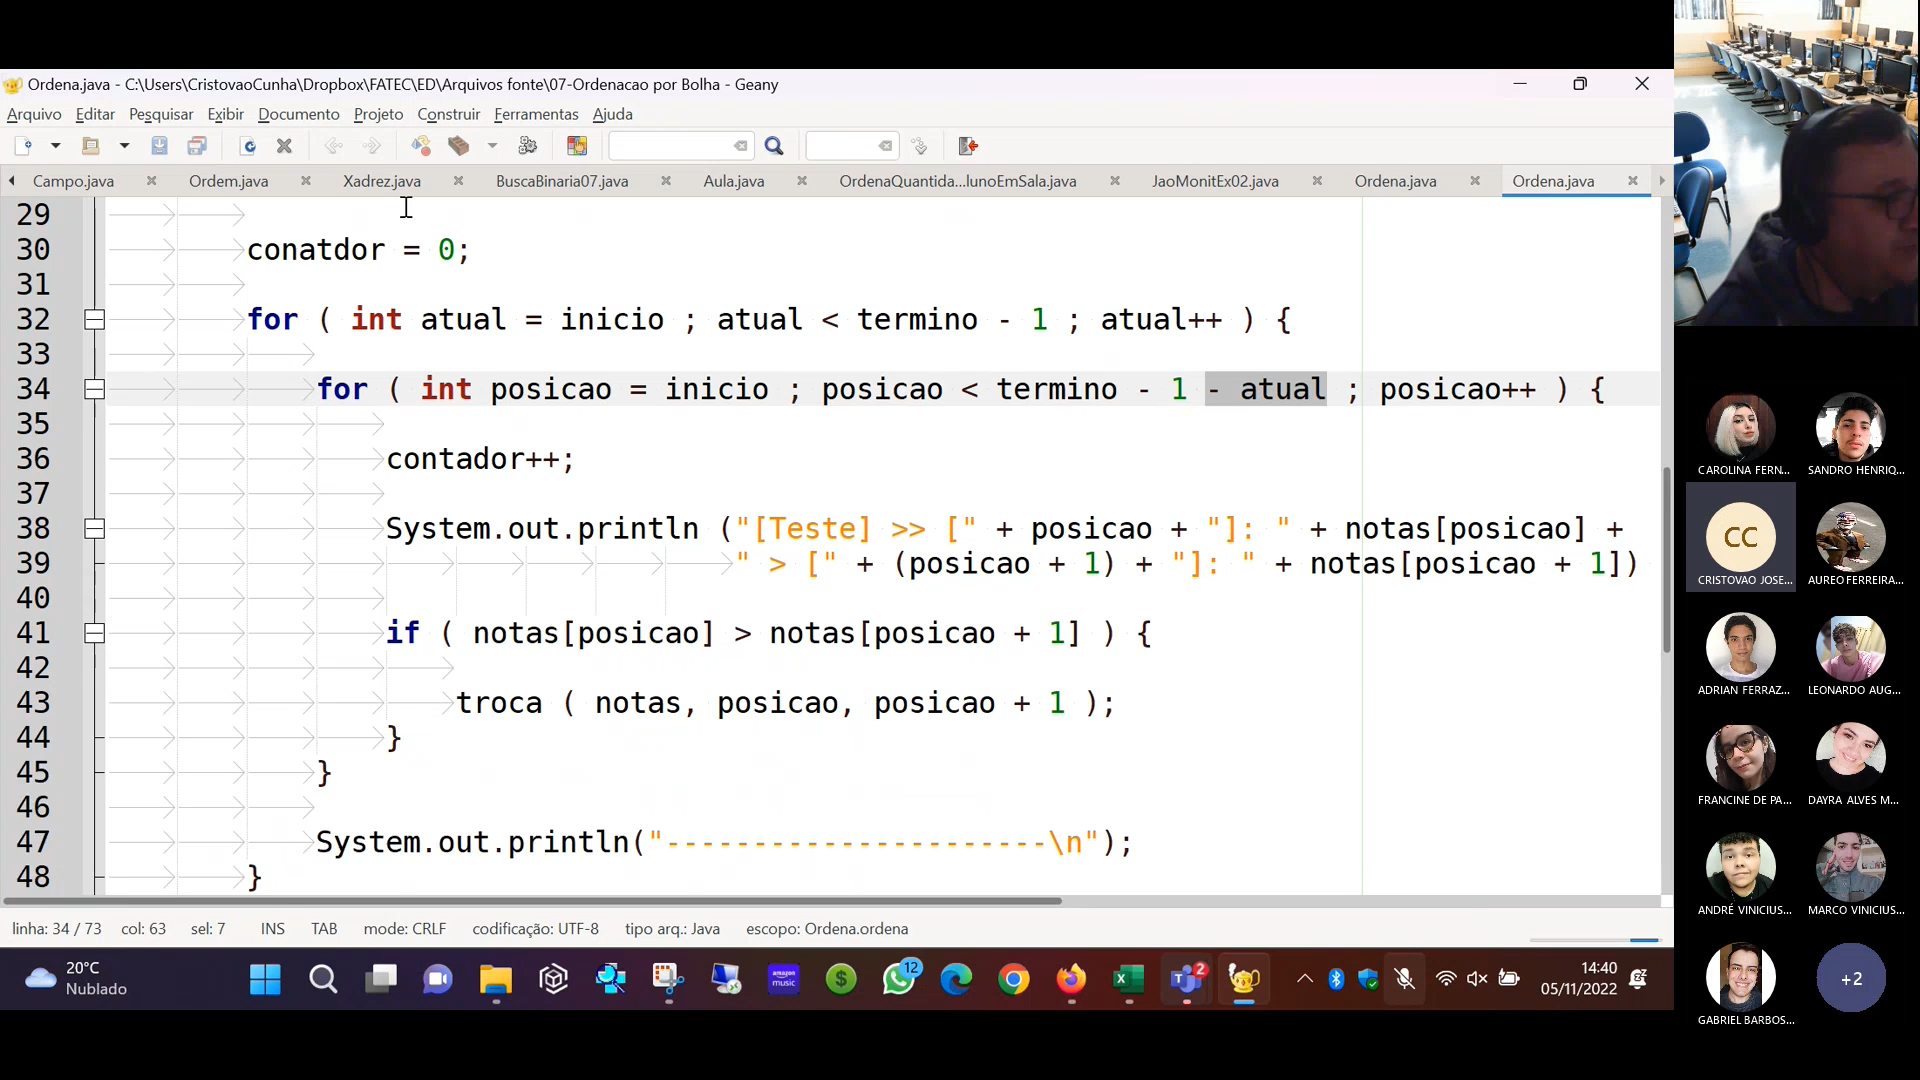 Ordena.java - C:\Users\CristovaoCunha\Dropbox\FATEC\ED\Arquivos fonte\07-Ordenacao por Bolha - Geany
Arquivo Editar Pesquisar Exibir Documento Projeto Construir Ferramentas Ajuda
Campo.java Ordem.java Xadrez.java BuscaBinaria07.java Aula.java OrdenaQuantida...lunoEmSala.java JaoMonitEx02.java Ordena.java Ordena.java
29
30 conatdor = 0;
31
32 for ( int atual = inicio ; atual < termino - 1 ; atual++ ) {
33
34 for ( int posicao = inicio ; posicao < termino - 1 - atual ; posicao++ ) {
35
36 contador++;
37
38 System.out.println ("[Teste] >> [" + posicao + "]: " + notas[posicao] +
39 " > [" + (posicao + 1) + "]: " + notas[posicao + 1])
40
41 if ( notas[posicao] > notas[posicao + 1] ) {
42
43 troca ( notas, posicao, posicao + 1 );
44 }
45 }
46
47 System.out.println("----------------------\n");
48 }
linha: 34 / 73 col: 63 sel: 7 INS TAB mode: CRLF codificação: UTF-8 tipo arq.: Java escopo: Ordena.ordena
20°C
Nublado
amazon music
$
12
2
14:40
05/11/2022
CAROLINA FERN...
SANDRO HENRIQ...
CC
CRISTOVAO JOSE...
AUREO FERREIRA...
ADRIAN FERRAZ...
LEONARDO AUG...
FRANCINE DE PA...
DAYRA ALVES M...
ANDRÉ VINICIUS...
MARCO VINICIUS...
GABRIEL BARBOS...
+2